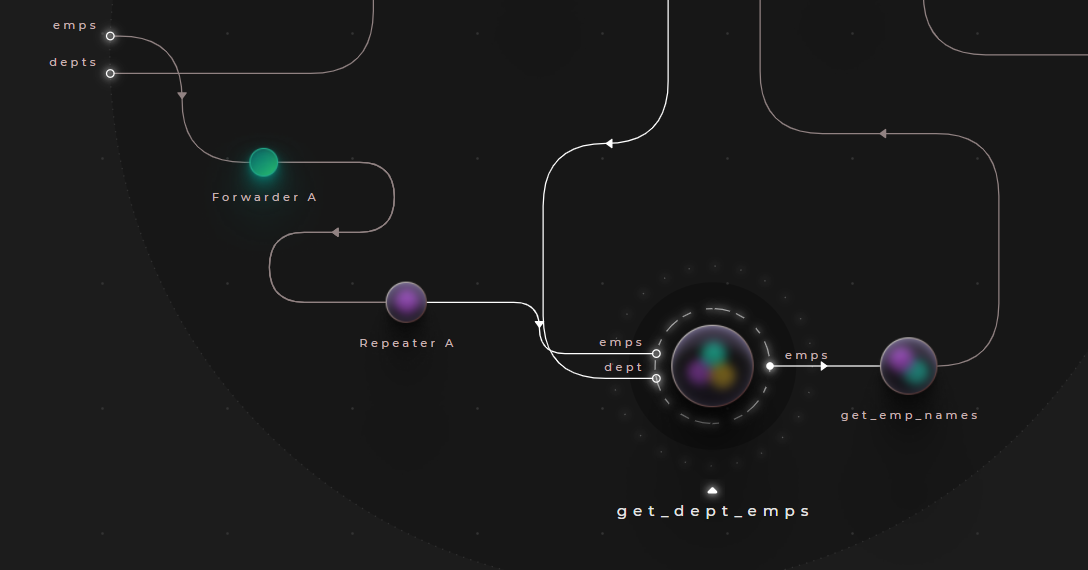 emps
depts
Forwarder A
Repeater A
emps
dept
emps
get_emp_names
get_dept_emps